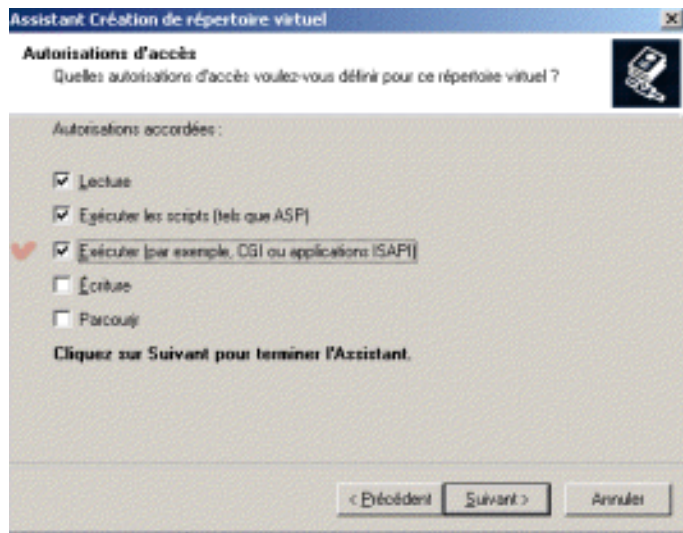 Assistant Création de répertoire virtuel
Autorisations d'accès
Quelles autorisations d'accès voulez-vous définir pour ce répertoire virtuel ?
Autorisations accordées :
Lecture
Exécuter les scripts (tels que ASP)
Exécuter (par exemple, CGI ou applications ISAPI)
Écriture
Parcourir
Cliquez sur Suivant pour terminer l'Assistant.
< Précédent Suivant > Annuler